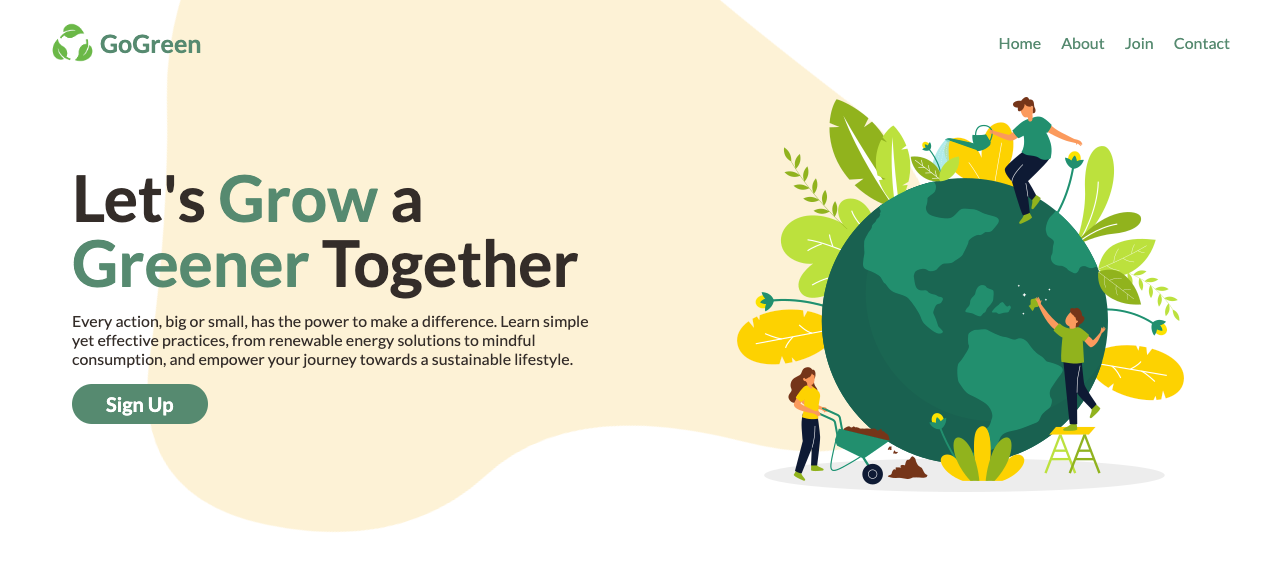 GoGreen
Home About Join Contact
Let's Grow a
Greener Together
Every action, big or small, has the power to make a difference. Learn simple
yet effective practices, from renewable energy solutions to mindful
consumption, and empower your journey towards a sustainable lifestyle.
Sign Up